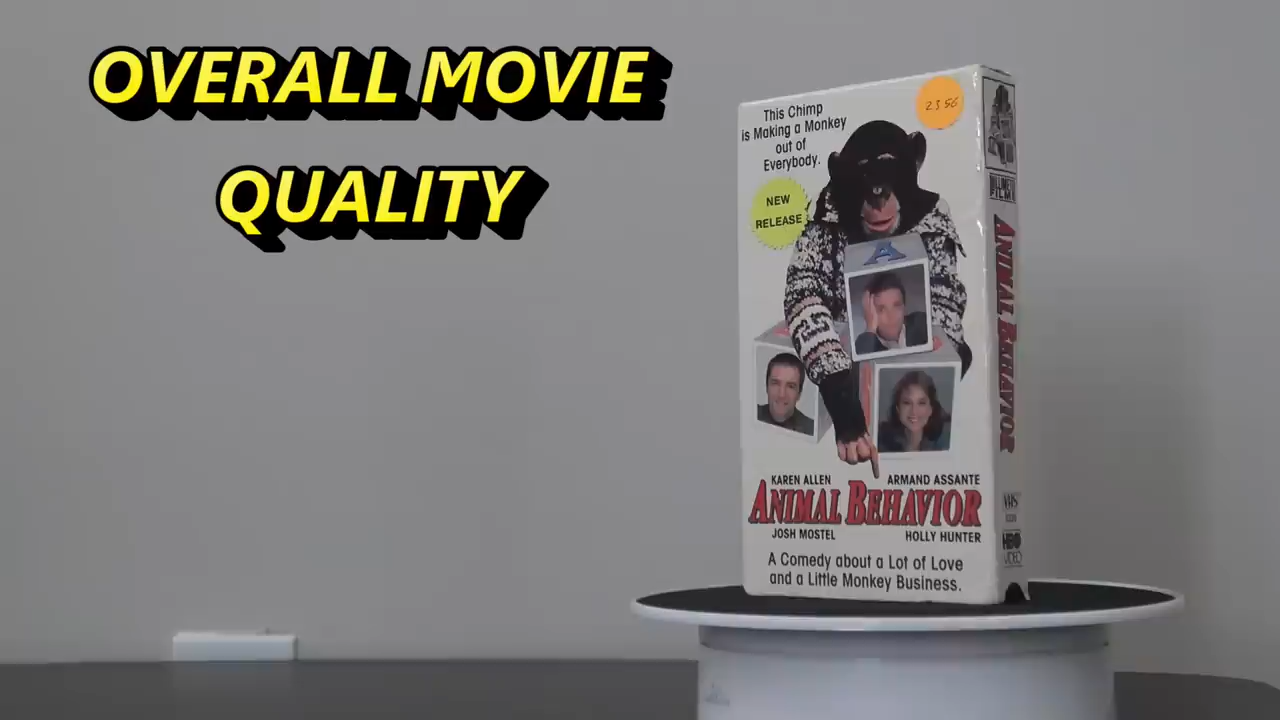 OVERALL MOVIE
QUALITY
This Chimp
is Making a Monkey
out of
Everybody.
2356
NEW
RELEASE
A
KAREN ALLEN
ARMAND ASSANTE
ANIMAL BEHAVIOR
JOSH MOSTEL
HOLLY HUNTER
A Comedy about a Lot of Love
and a Little Monkey Business.
ANIMAL BEHAVIOR
VHS
HBO
VIDEO